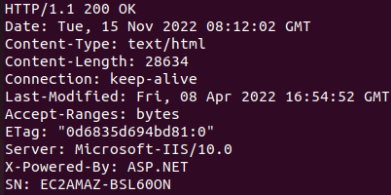 HTTP/1.1 200 OK
Date: Tue, 15 Nov 2022 08:12:02 GMT
Content-Type: text/html
Content-Length: 28634
Connection: keep-alive
Last-Modified: Fri, 08 Apr 2022 16:54:52 GMT
Accept-Ranges: bytes
ETag: "0d6835d694bd81:0"
Server: Microsoft-IIS/10.0
X-Powered-By: ASP.NET
SN: EC2AMAZ-BSL60ON